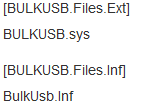 [BULKUSB.Files.Ext]
BULKUSB.sys
[BULKUSB.Files.Inf]
BulkUsb.Inf